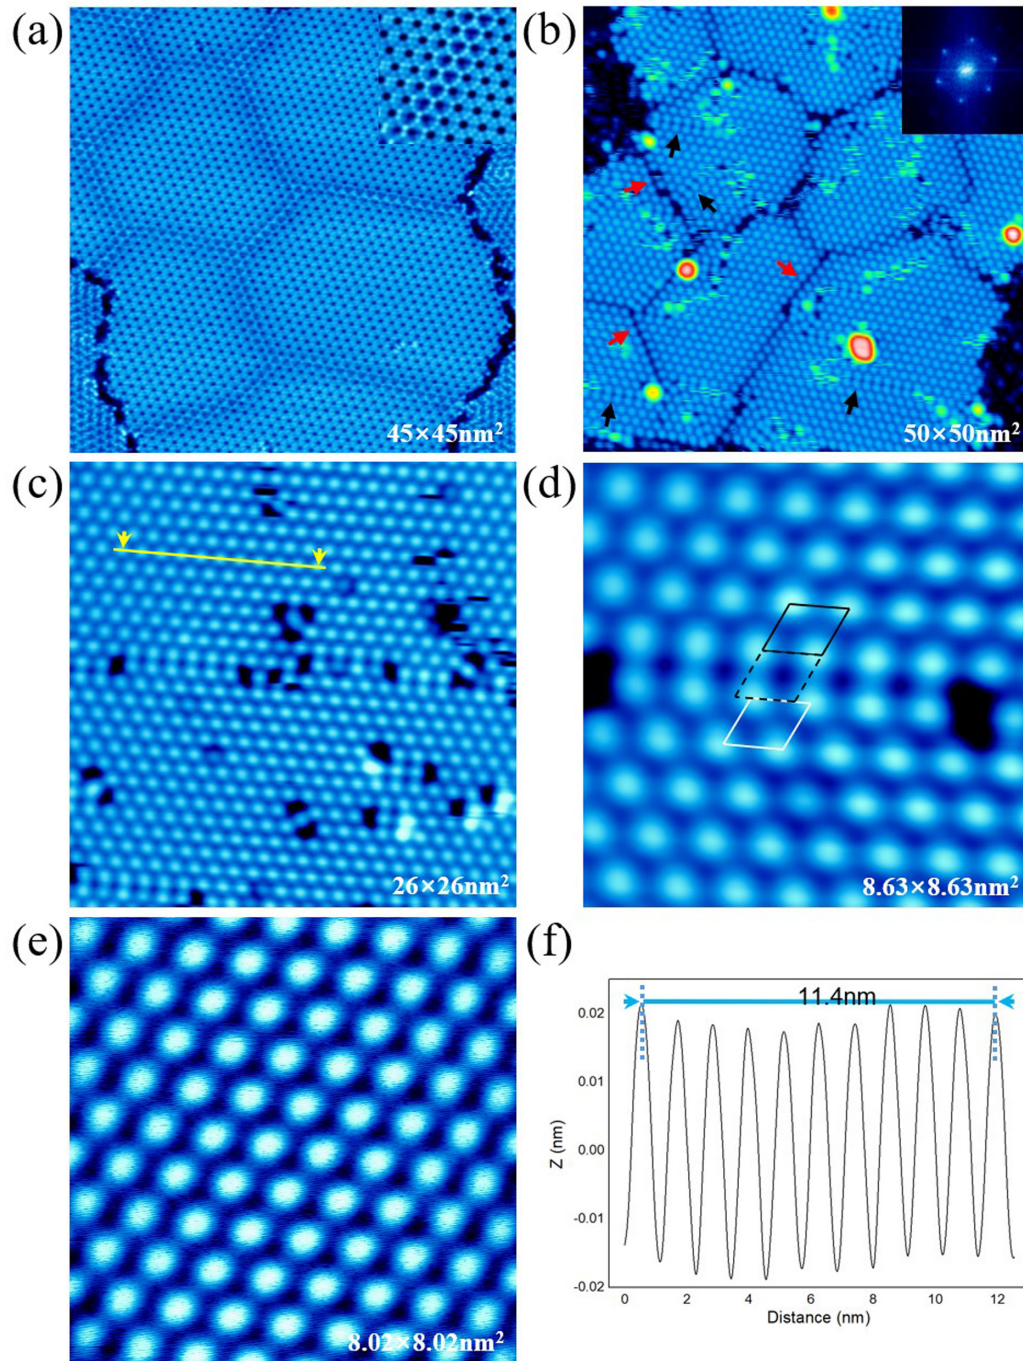 (a)
45×45nm²
(b)
50×50nm²
(c)
26×26nm²
(d)
8.63×8.63nm²
(e)
8.02×8.02nm²
(f)
11.4nm
0.02
0.01
0.00
-0.01
-0.02
Z (nm)
0 2 4 6 8 10 12
Distance (nm)